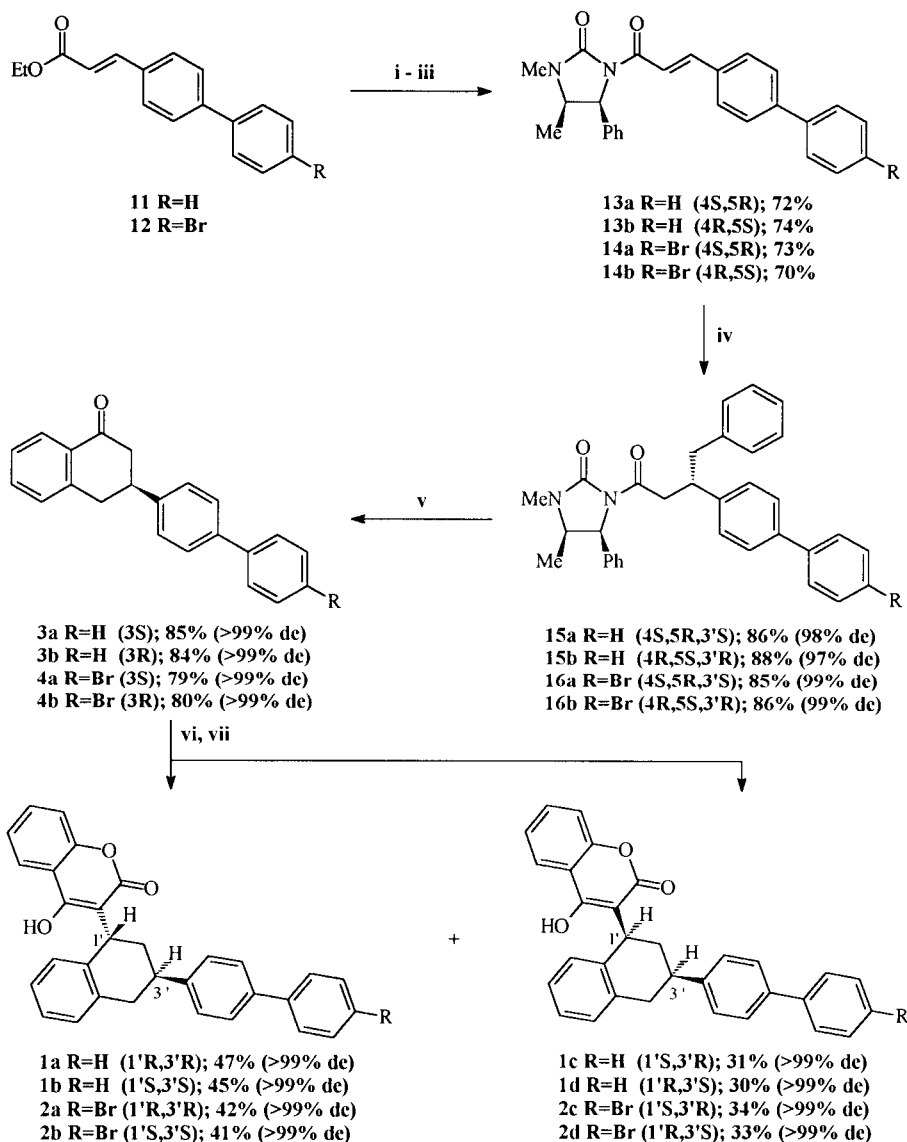 O
EtO
R
11 R=H
12 R=Br
i - iii
O
O
MeN
N
Me
Ph
R
13a R=H (4S,5R); 72%
13b R=H (4R,5S); 74%
14a R=Br (4S,5R); 73%
14b R=Br (4R,5S); 70%
iv
O
R
3a R=H (3S); 85% (>99% de)
3b R=H (3R); 84% (>99% de)
4a R=Br (3S); 79% (>99% de)
4b R=Br (3R); 80% (>99% de)
v
O
O
MeN
N
Me
Ph
R
15a R=H (4S,5R,3'S); 86% (98% de)
15b R=H (4R,5S,3'R); 88% (97% de)
16a R=Br (4S,5R,3'S); 85% (99% de)
16b R=Br (4R,5S,3'R); 86% (99% de)
vi, vii
O
O
HO
H
1'
H
3'
R
1a R=H (1'R,3'R); 47% (>99% de)
1b R=H (1'S,3'S); 45% (>99% de)
2a R=Br (1'R,3'R); 42% (>99% de)
2b R=Br (1'S,3'S); 41% (>99% de)
+
O
O
HO
H
1'
H
3'
R
1c R=H (1'S,3'R); 31% (>99% de)
1d R=H (1'R,3'S); 30% (>99% de)
2c R=Br (1'S,3'R); 34% (>99% de)
2d R=Br (1'R,3'S); 33% (>99% de)